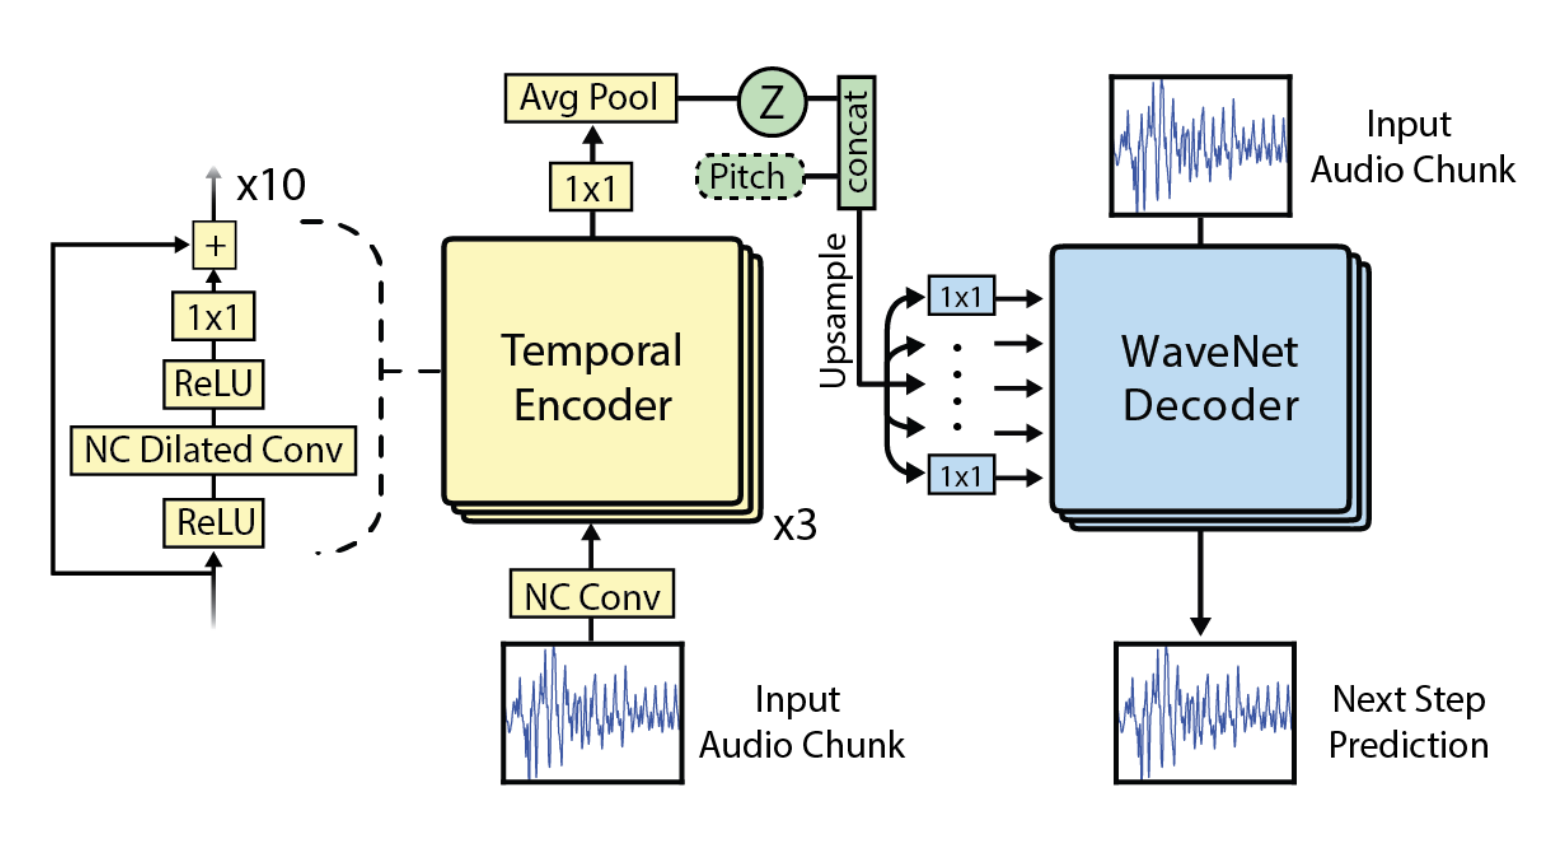 x10
+
1x1
ReLU
NC Dilated Conv
ReLU
Avg Pool
1x1
Temporal
Encoder
x3
NC Conv
Input
Audio Chunk
Z
Pitch
concat
Upsample
1x1
1x1
Input
Audio Chunk
WaveNet
Decoder
Next Step
Prediction